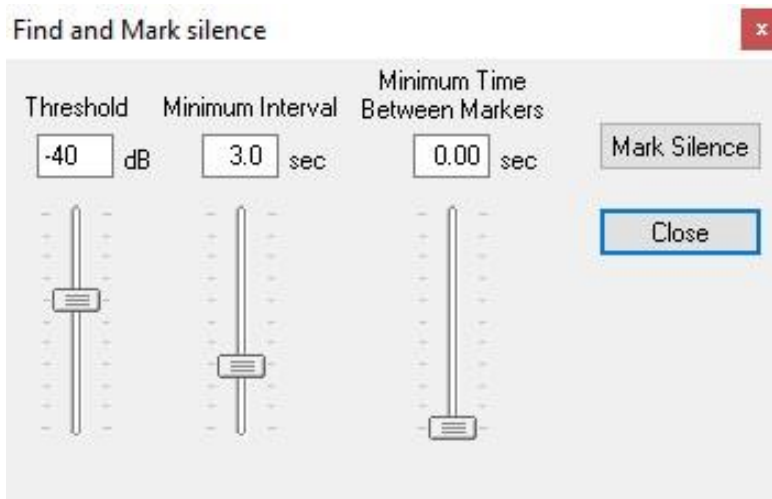 Find and Mark silence
x
Minimum Time
Threshold Minimum Interval Between Markers
-40 dB 3.0 sec 0.00 sec
Mark Silence
Close